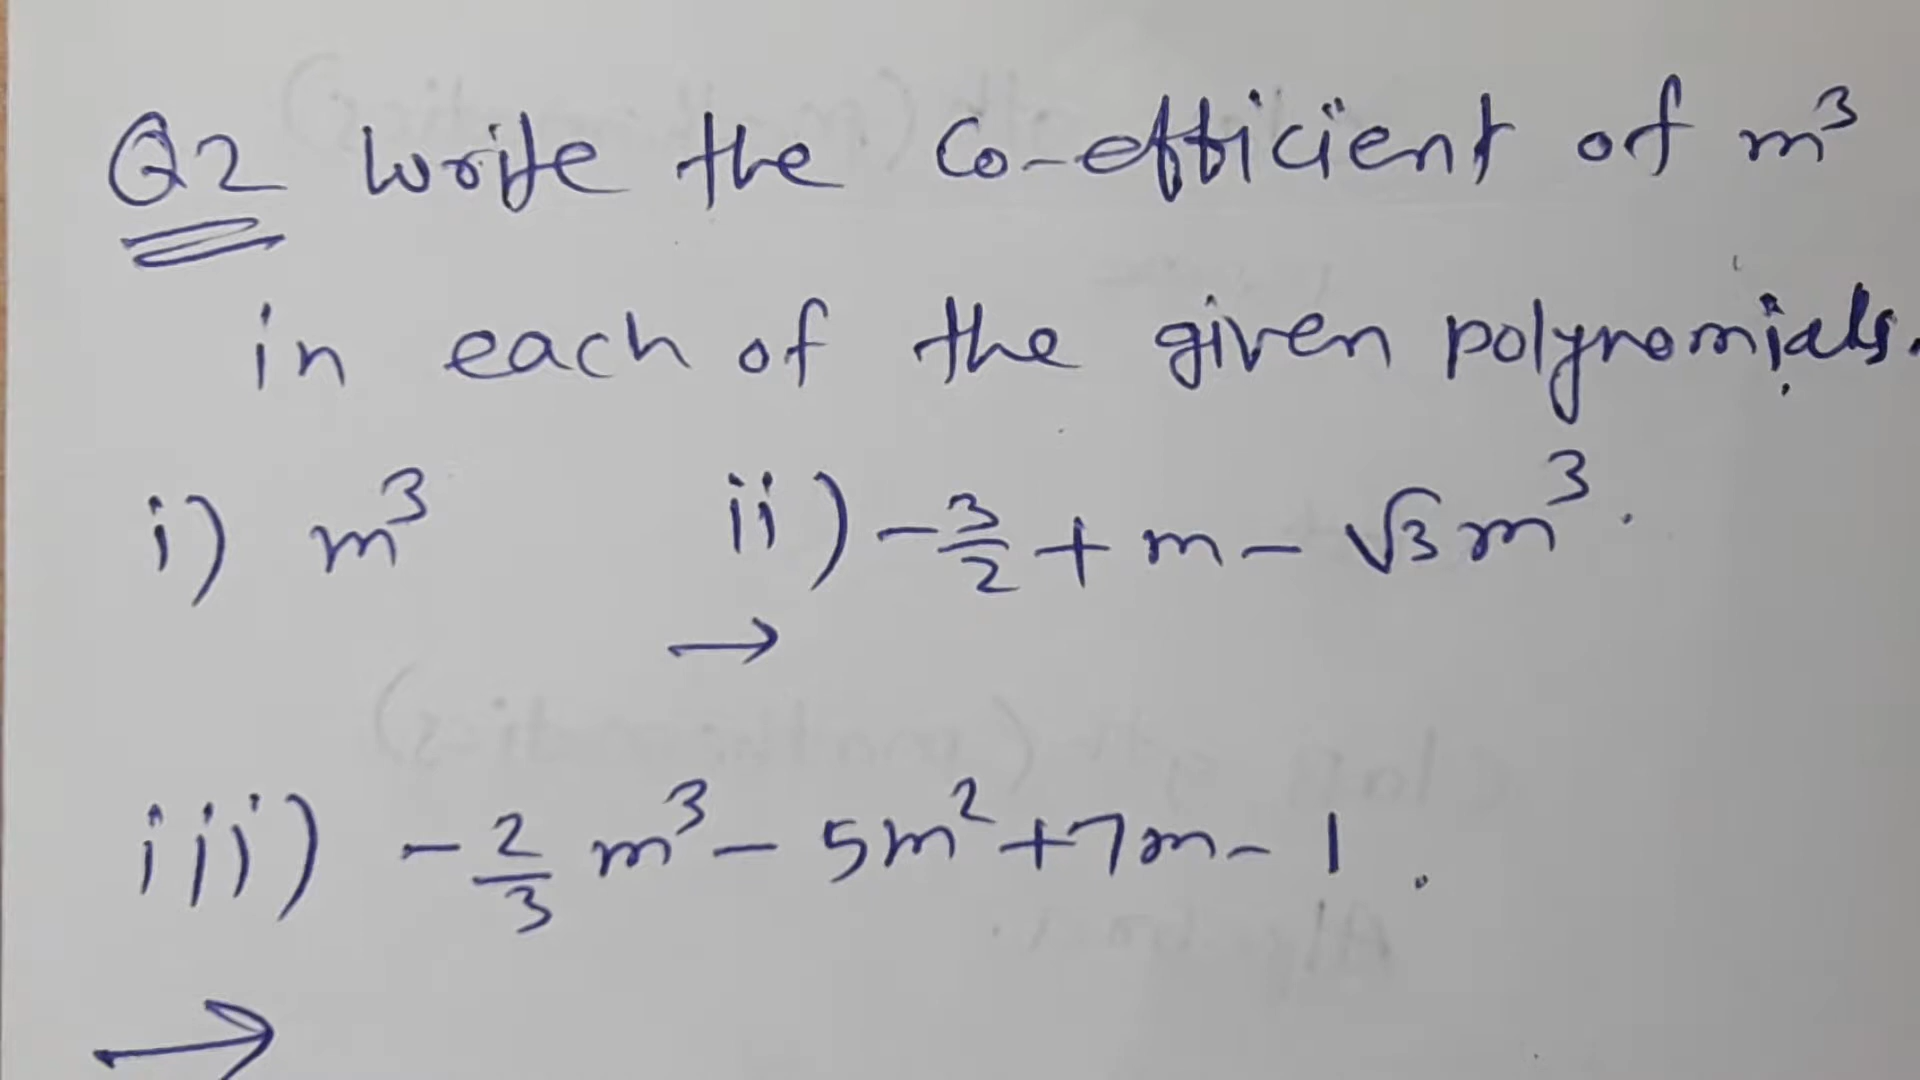 Q2 Write the Co-efficient of m³
in each of the given polynomials.
i) m³ ii) -3/2 + m - √3 m³.
→
iii) -2/3 m³ - 5m² + 7m - 1.
→